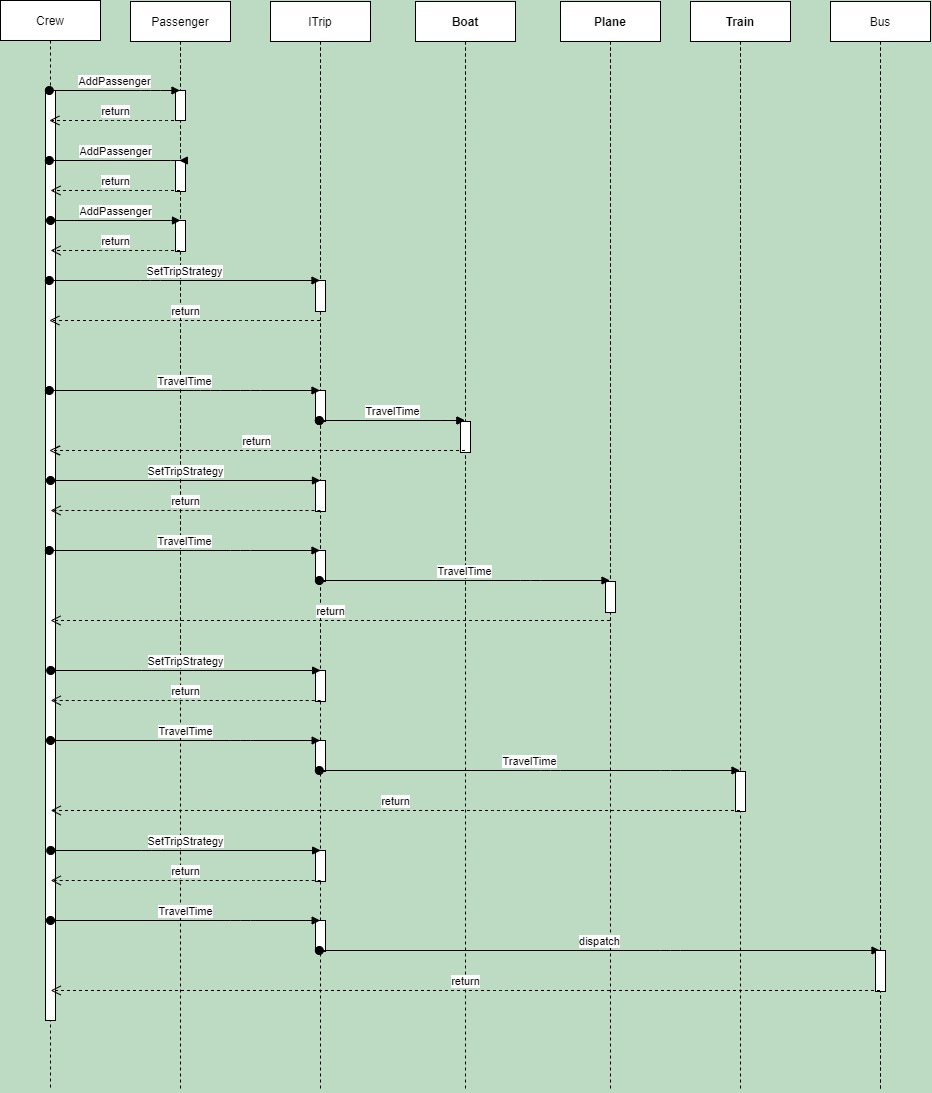 Crew
Passenger
ITrip
Boat
Plane
Train
Bus
AddPassenger
return
AddPassenger
return
AddPassenger
return
SetTripStrategy
return
TravelTime
TravelTime
return
SetTripStrategy
return
TravelTime
TravelTime
return
SetTripStrategy
return
TravelTime
TravelTime
return
SetTripStrategy
return
TravelTime
dispatch
return